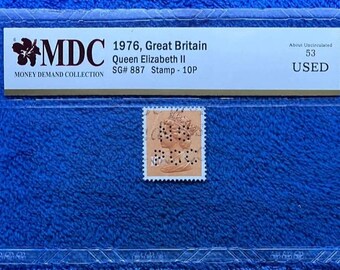 MDC
MONEY DEMAND COLLECTION
1976, Great Britain
Queen Elizabeth II
SG# 887 Stamp - 10P
About Uncirculated
53
USED